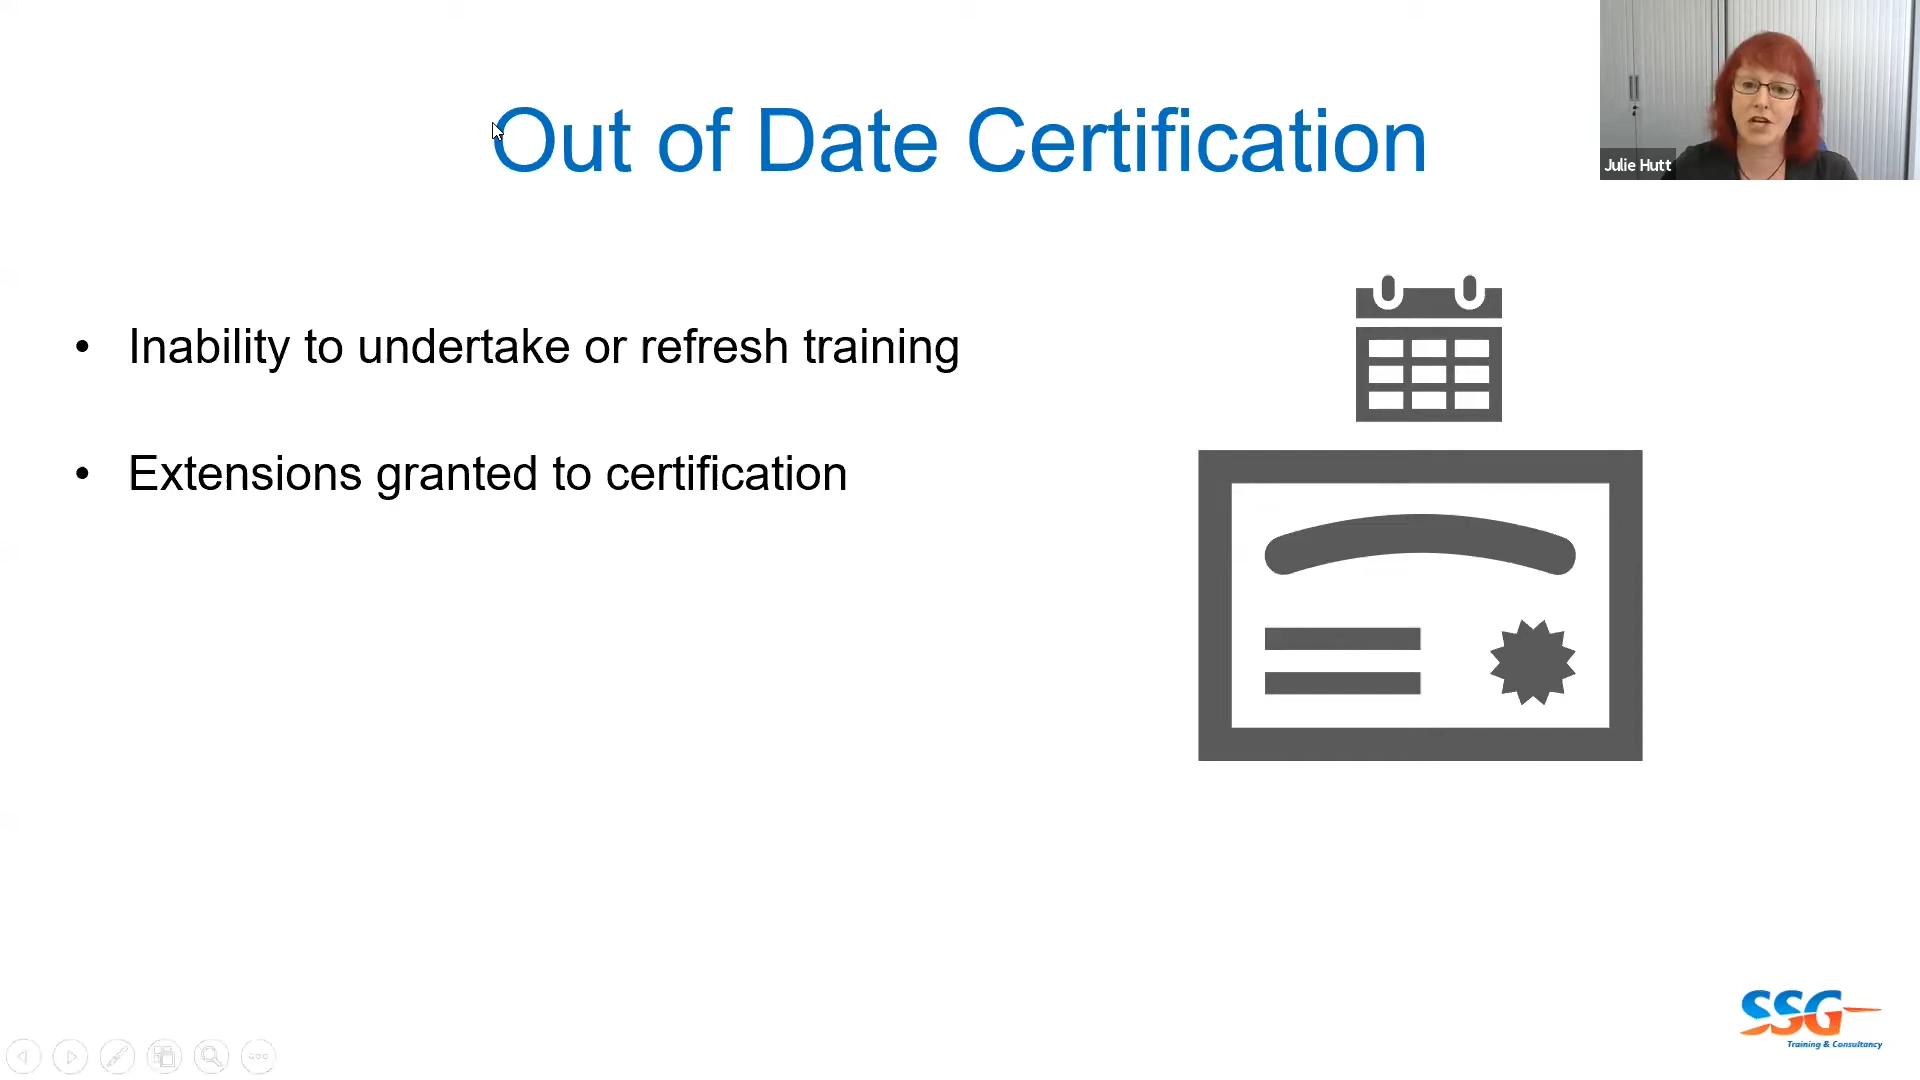 Out of Date Certification
Julie Hutt
• Inability to undertake or refresh training
• Extensions granted to certification
SSG
Training & Consultancy